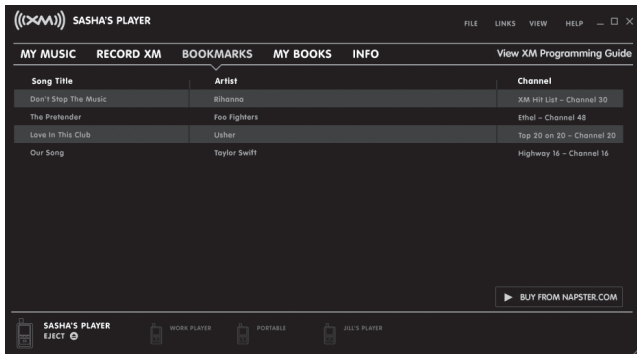 ((XM)) SASHA'S PLAYER FILE LINKS VIEW HELP
MY MUSIC RECORD XM BOOKMARKS MY BOOKS INFO View XM Programming Guide
Song Title Artist Channel
Don't Stop The Music Rihanna XM Hit List – Channel 30
The Pretender Foo Fighters Ethel – Channel 48
Love In This Club Usher Top 20 on 20 – Channel 20
Our Song Taylor Swift Highway 16 – Channel 16
BUY FROM NAPSTER.COM
SASHA'S PLAYER WORK PLAYER PORTABLE JILL'S PLAYER
EJECT